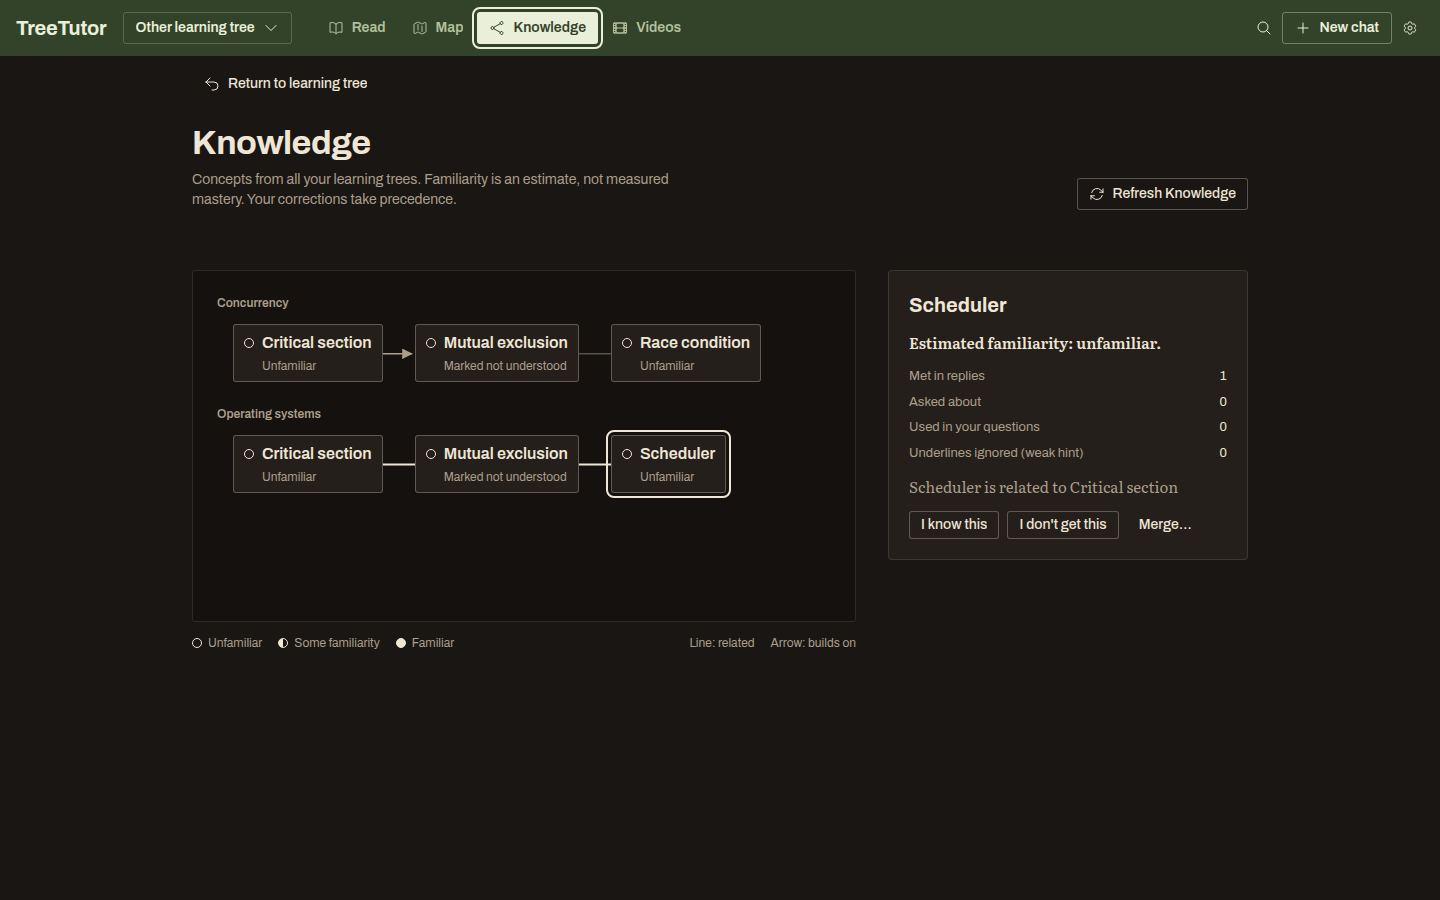 TreeTutor
Other learning tree
Read
Map
Knowledge
Videos
New chat
Return to learning tree
Knowledge
Concepts from all your learning trees. Familiarity is an estimate, not measured
mastery. Your corrections take precedence.
Refresh Knowledge
Concurrency
Critical section
Unfamiliar
Mutual exclusion
Marked not understood
Race condition
Unfamiliar
Operating systems
Critical section
Unfamiliar
Mutual exclusion
Marked not understood
Scheduler
Unfamiliar
Unfamiliar
Some familiarity
Familiar
Line: related
Arrow: builds on
Scheduler
Estimated familiarity: unfamiliar.
Met in replies 1
Asked about 0
Used in your questions 0
Underlines ignored (weak hint) 0
Scheduler is related to Critical section
I know this
I don't get this
Merge...